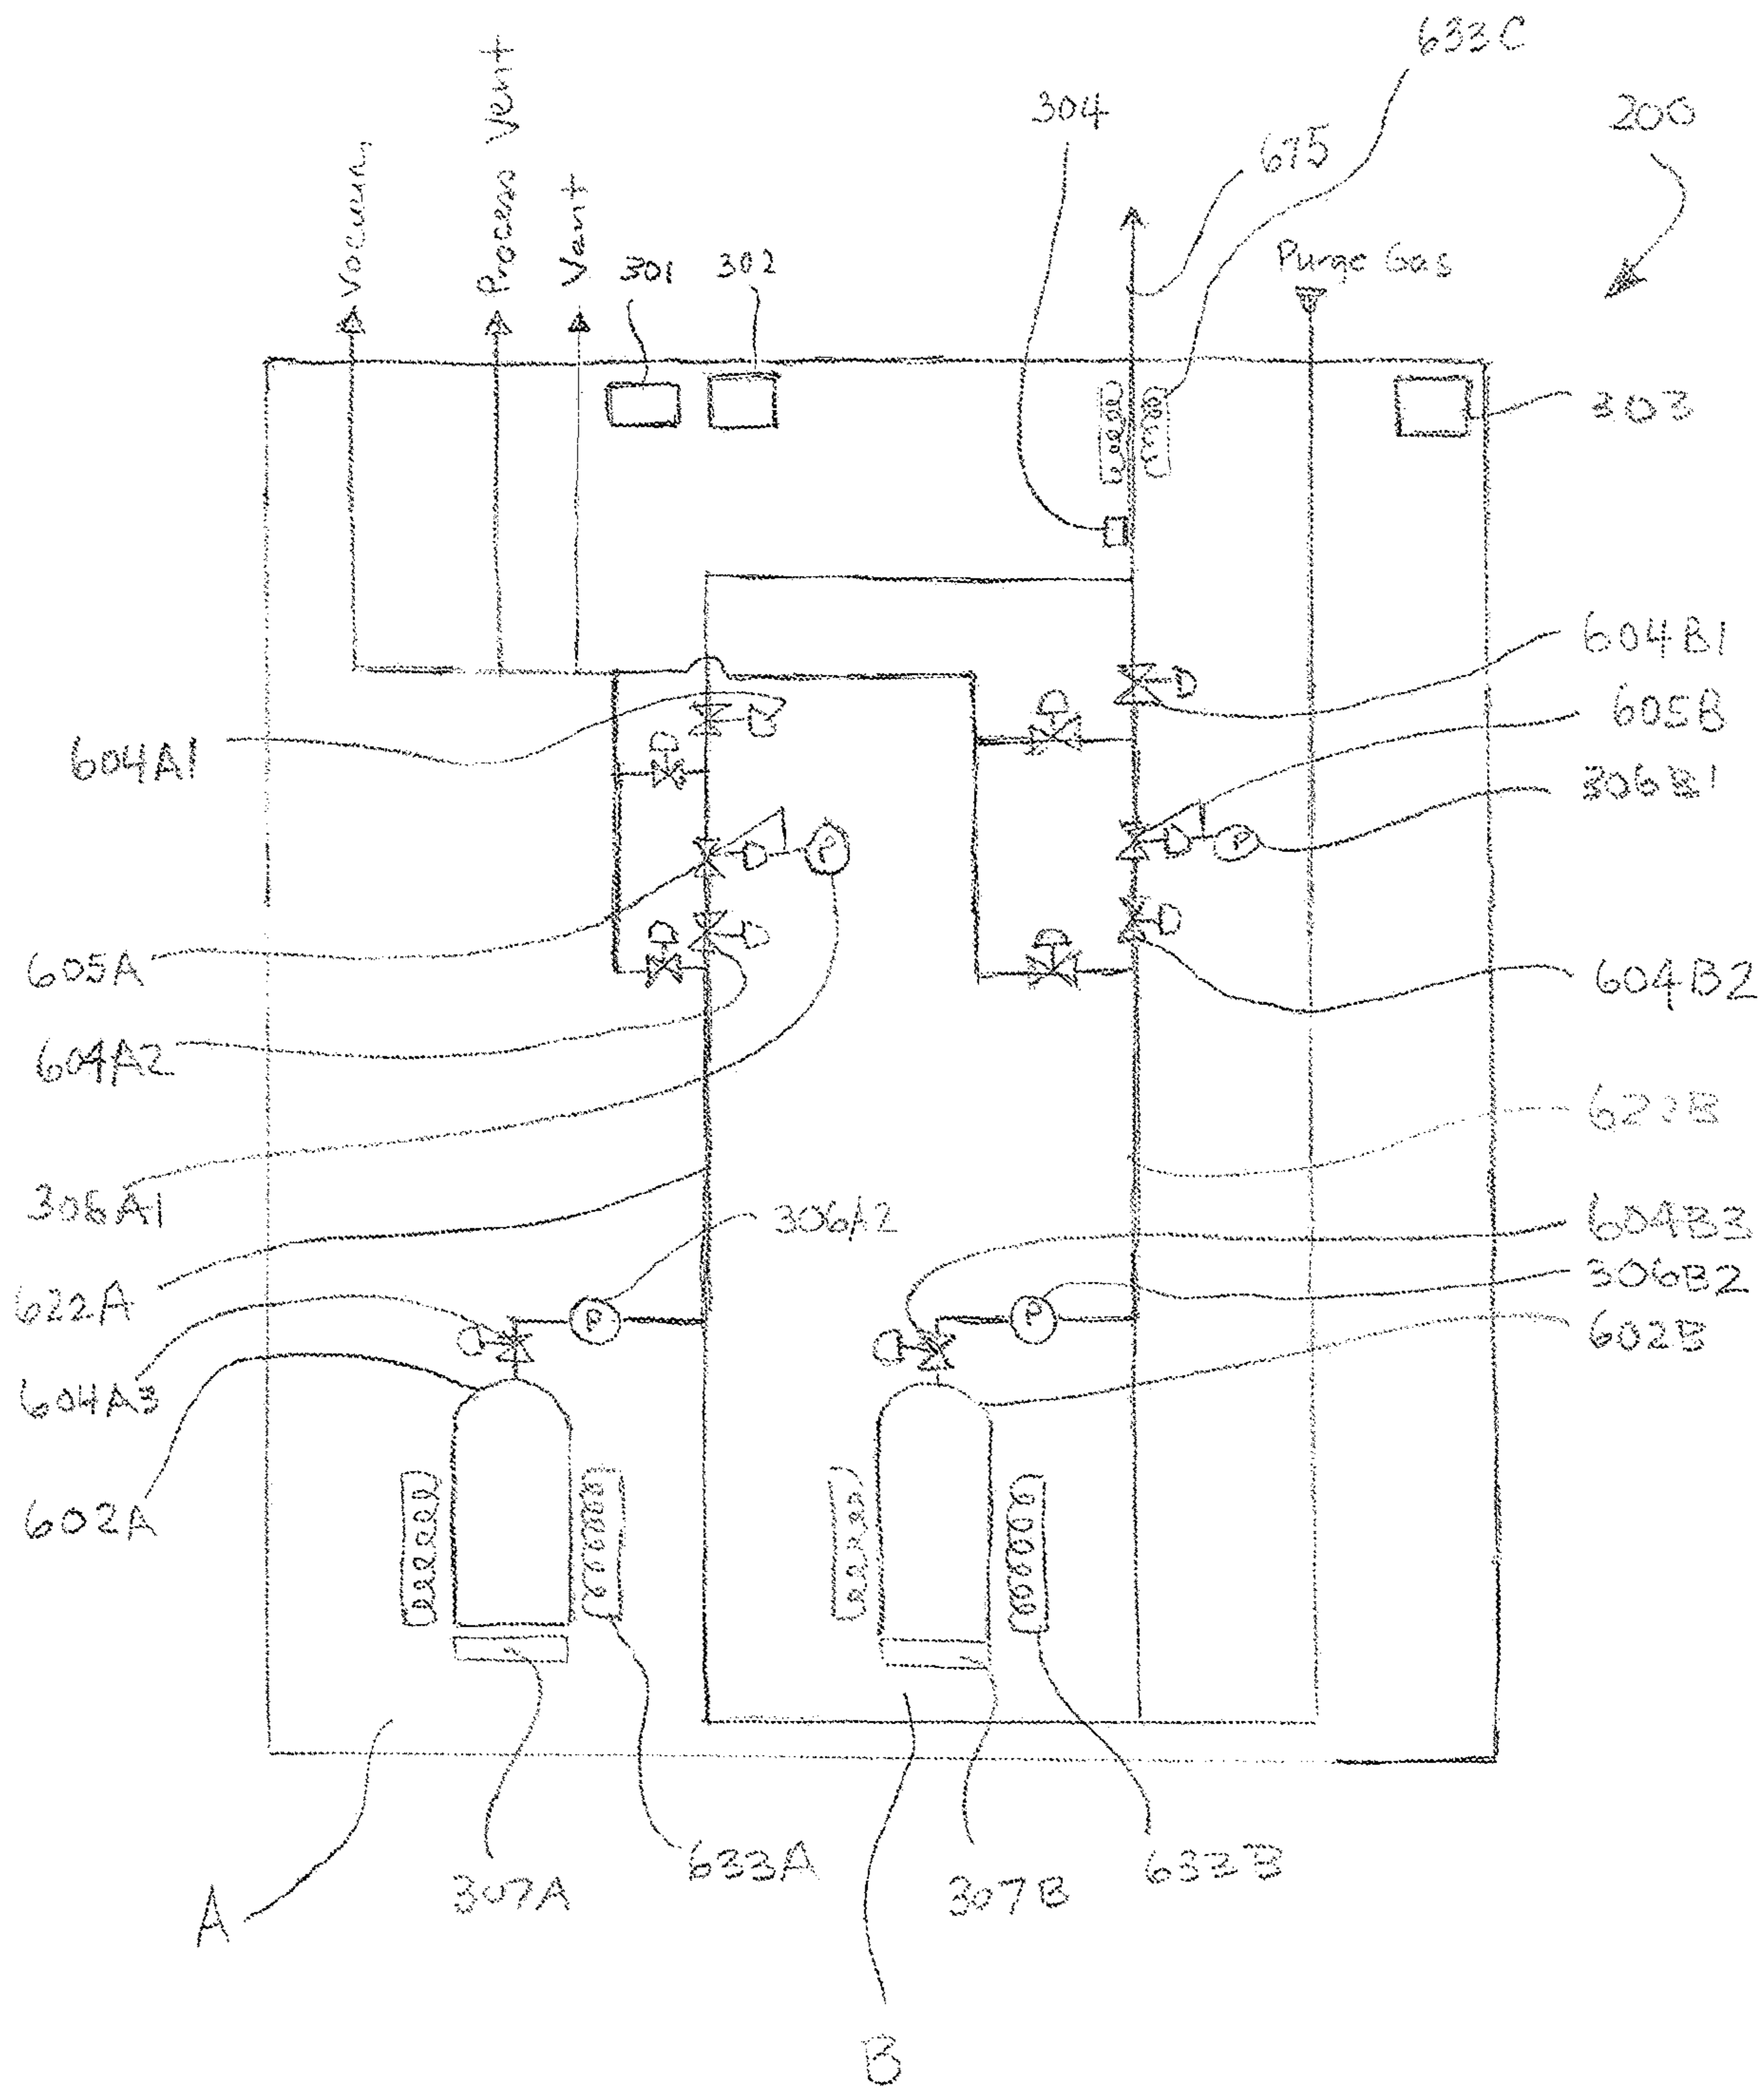 633C
304
200
675
Vacuum
Process Vent
Vent
Purge Gas
301
302
303
604B1
605B
604A1
306B1
P
P
605A
604B2
604A2
622B
306A1
306A2
604B3
622A
306B2
P
P
602B
604A3
602A
633A
633B
307A
307B
A
B